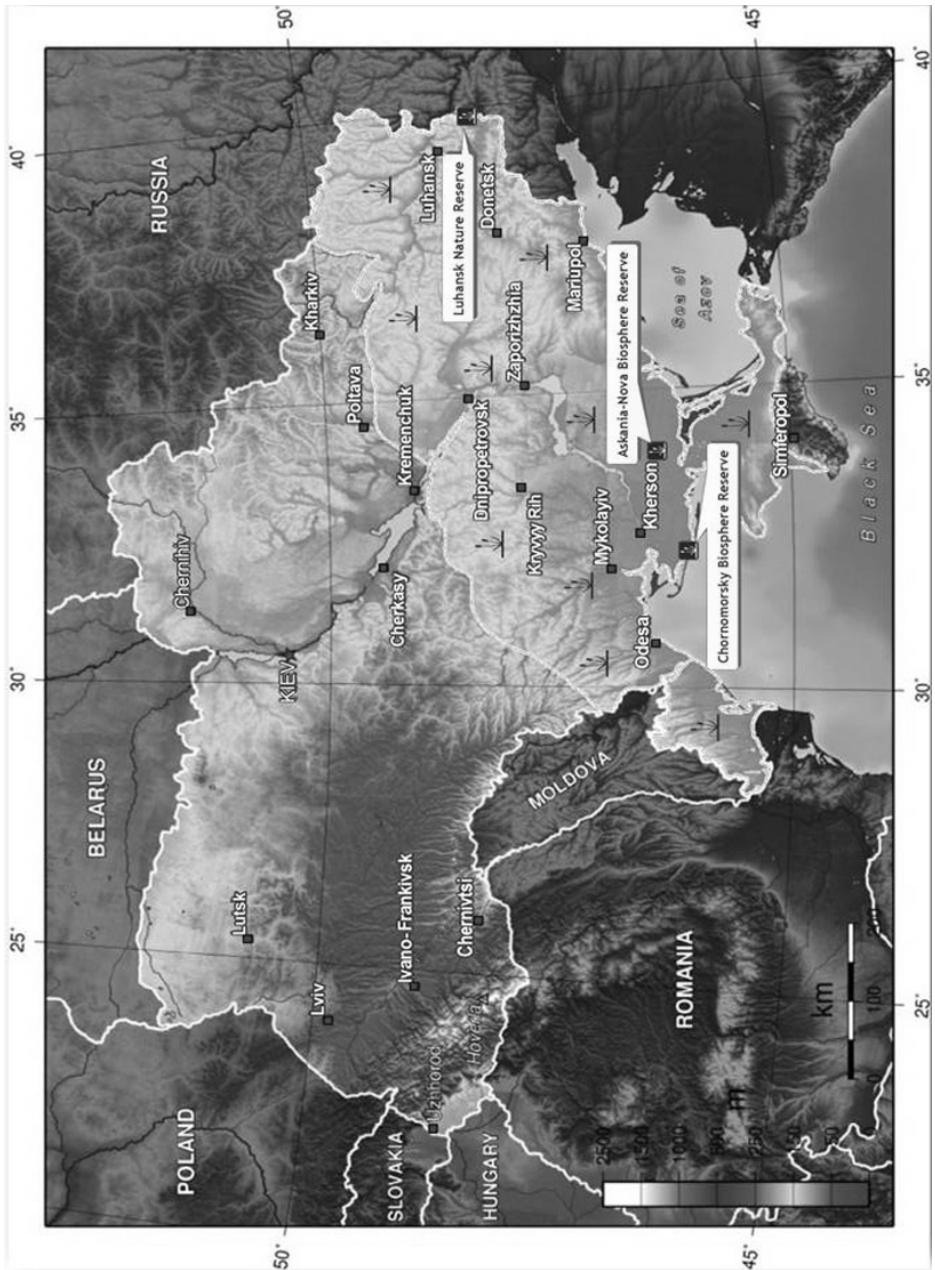 25°
30°
35°
40°
BELARUS
RUSSIA
POLAND
Chernihiv
Lutsk
50°
KIEV
50°
Kharkiv
Lviv
Poltava
Cherkasy
Kremenchuk
SLOVAKIA
Ivano-Frankivsk
Uzhhorod
Luhansk
Luhansk Nature Reserve
Hoverla
Chernivtsi
Dnipropetrovsk
Donetsk
HUNGARY
Zaporizhzhia
Kryvyy Rih
MOLDOVA
Mariupol
Mykolayiv
Askania-Nova Biosphere Reserve
Odesa
Kherson
Sea of
Azov
ROMANIA
Chornomorsky Biosphere Reserve
2500
1500
1000
250
50
m
45°
45°
Simferopol
km
0 100 200
Black Sea
25°
30°
35°
40°